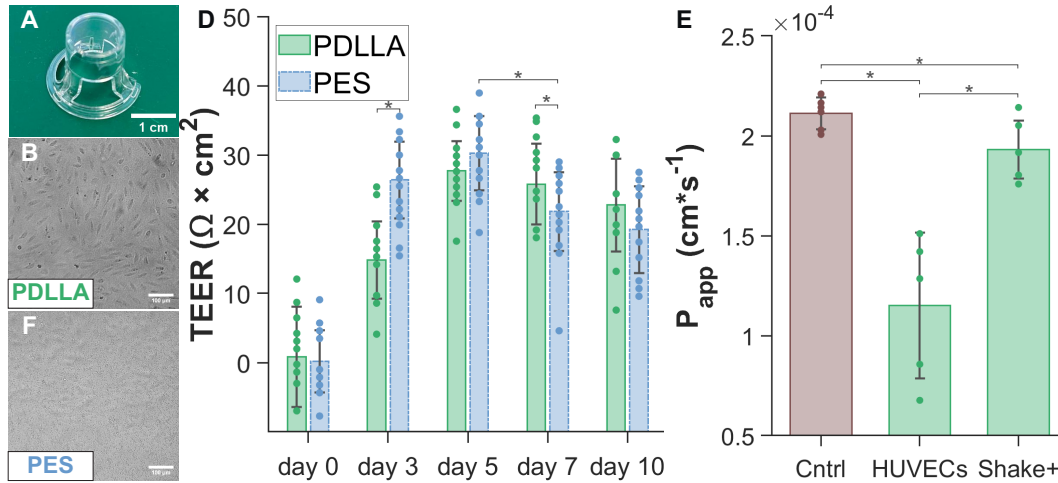 A
1 cm
B
PDLLA
100 µm
F
PES
100 µm
D
TEER (Ω × cm²)
50
40
30
20
10
0
PDLLA
PES
*
*
*
day 0
day 3
day 5
day 7
day 10
E
×10⁻⁴
P_app (cm*s⁻¹)
2.5
2
1.5
1
0.5
*
*
*
Cntrl
HUVECs
Shake+